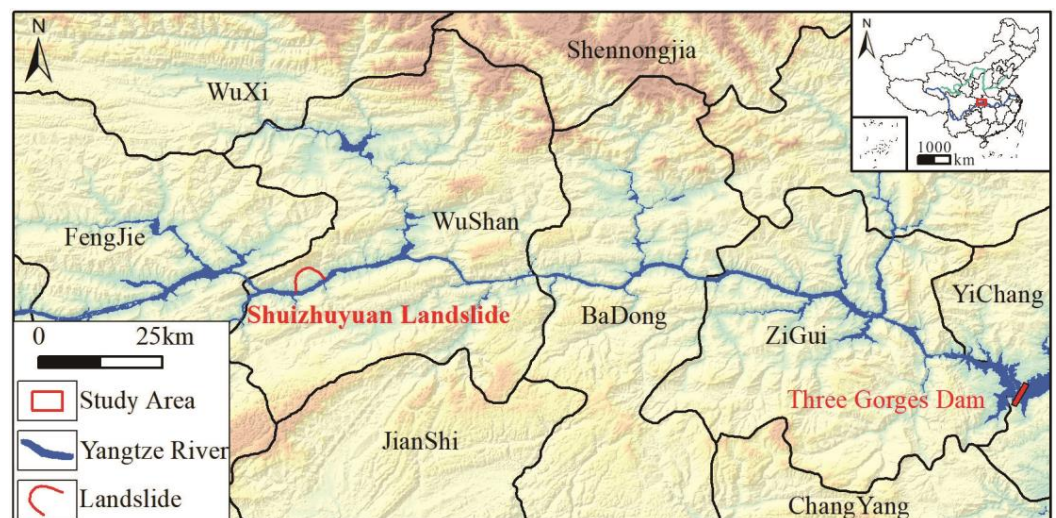 N
Shennongjia
N
WuXi
1000
km
FengJie
WuShan
YiChang
Shuizhuyuan Landslide
BaDong
ZiGui
0 25km
Three Gorges Dam
Study Area
JianShi
Yangtze River
Landslide
ChangYang